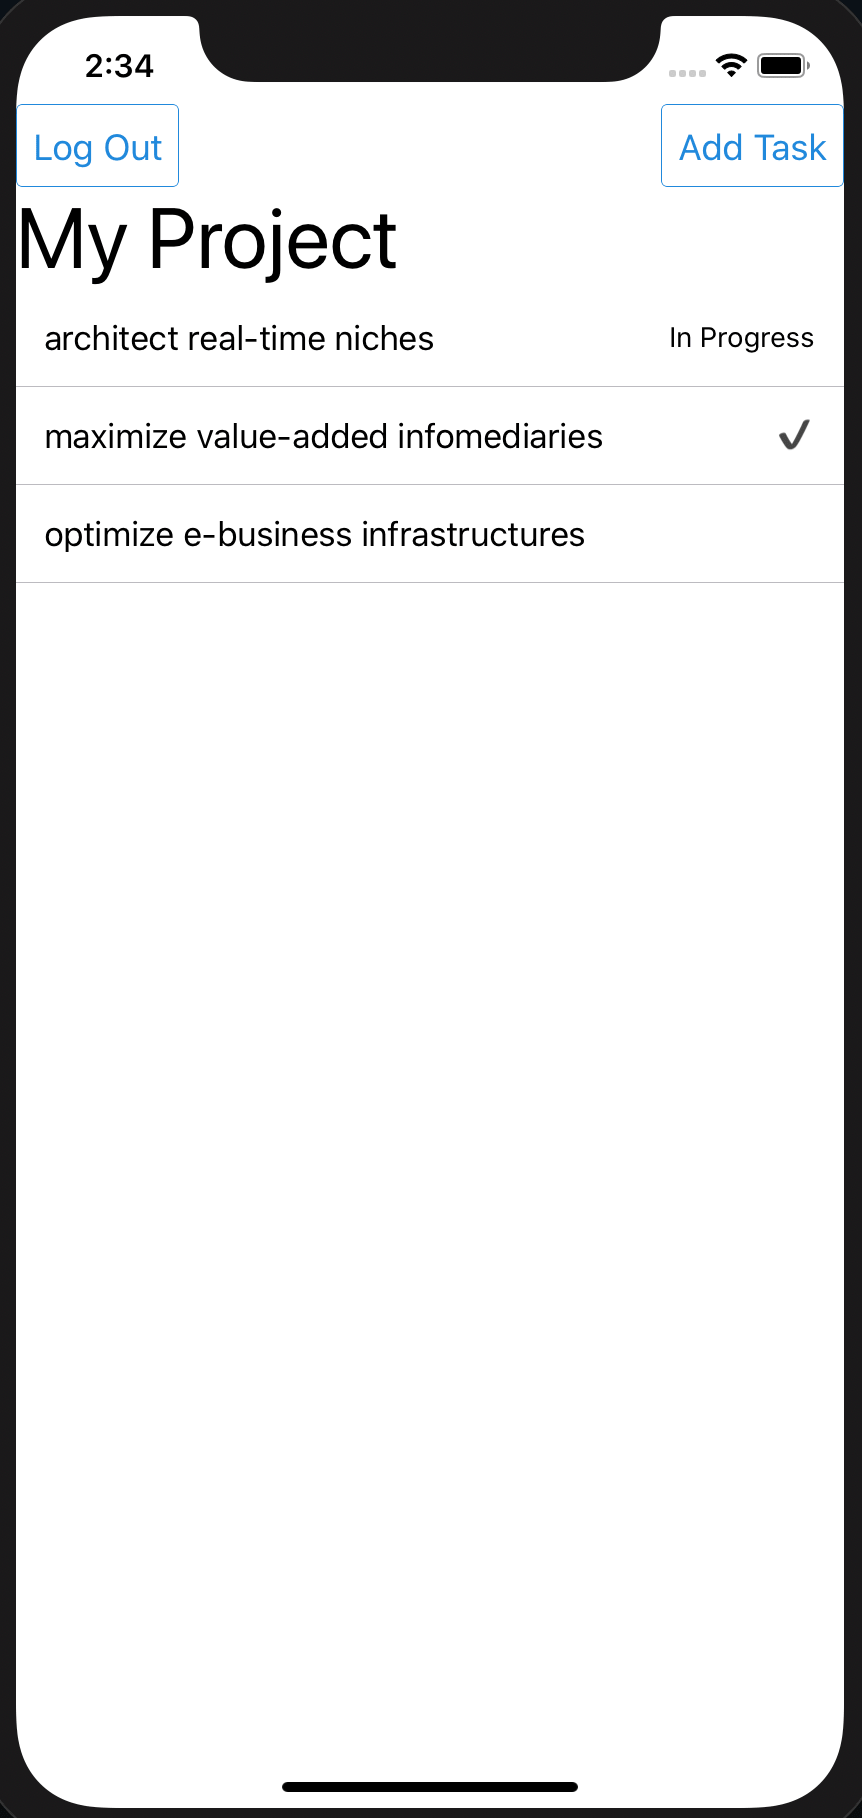 2:34
Log Out
Add Task
My Project
architect real-time niches
In Progress
maximize value-added infomediaries ✓
optimize e-business infrastructures